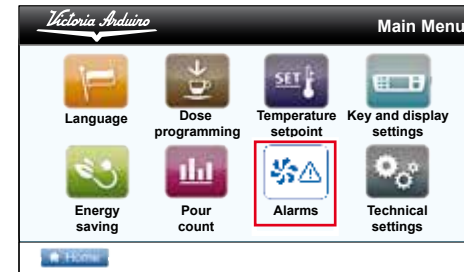 Victoria Arduino
Main Menu
SET
Language
Dose programming
Temperature setpoint
Key and display settings
Energy saving
Pour count
Alarms
Technical settings
Home